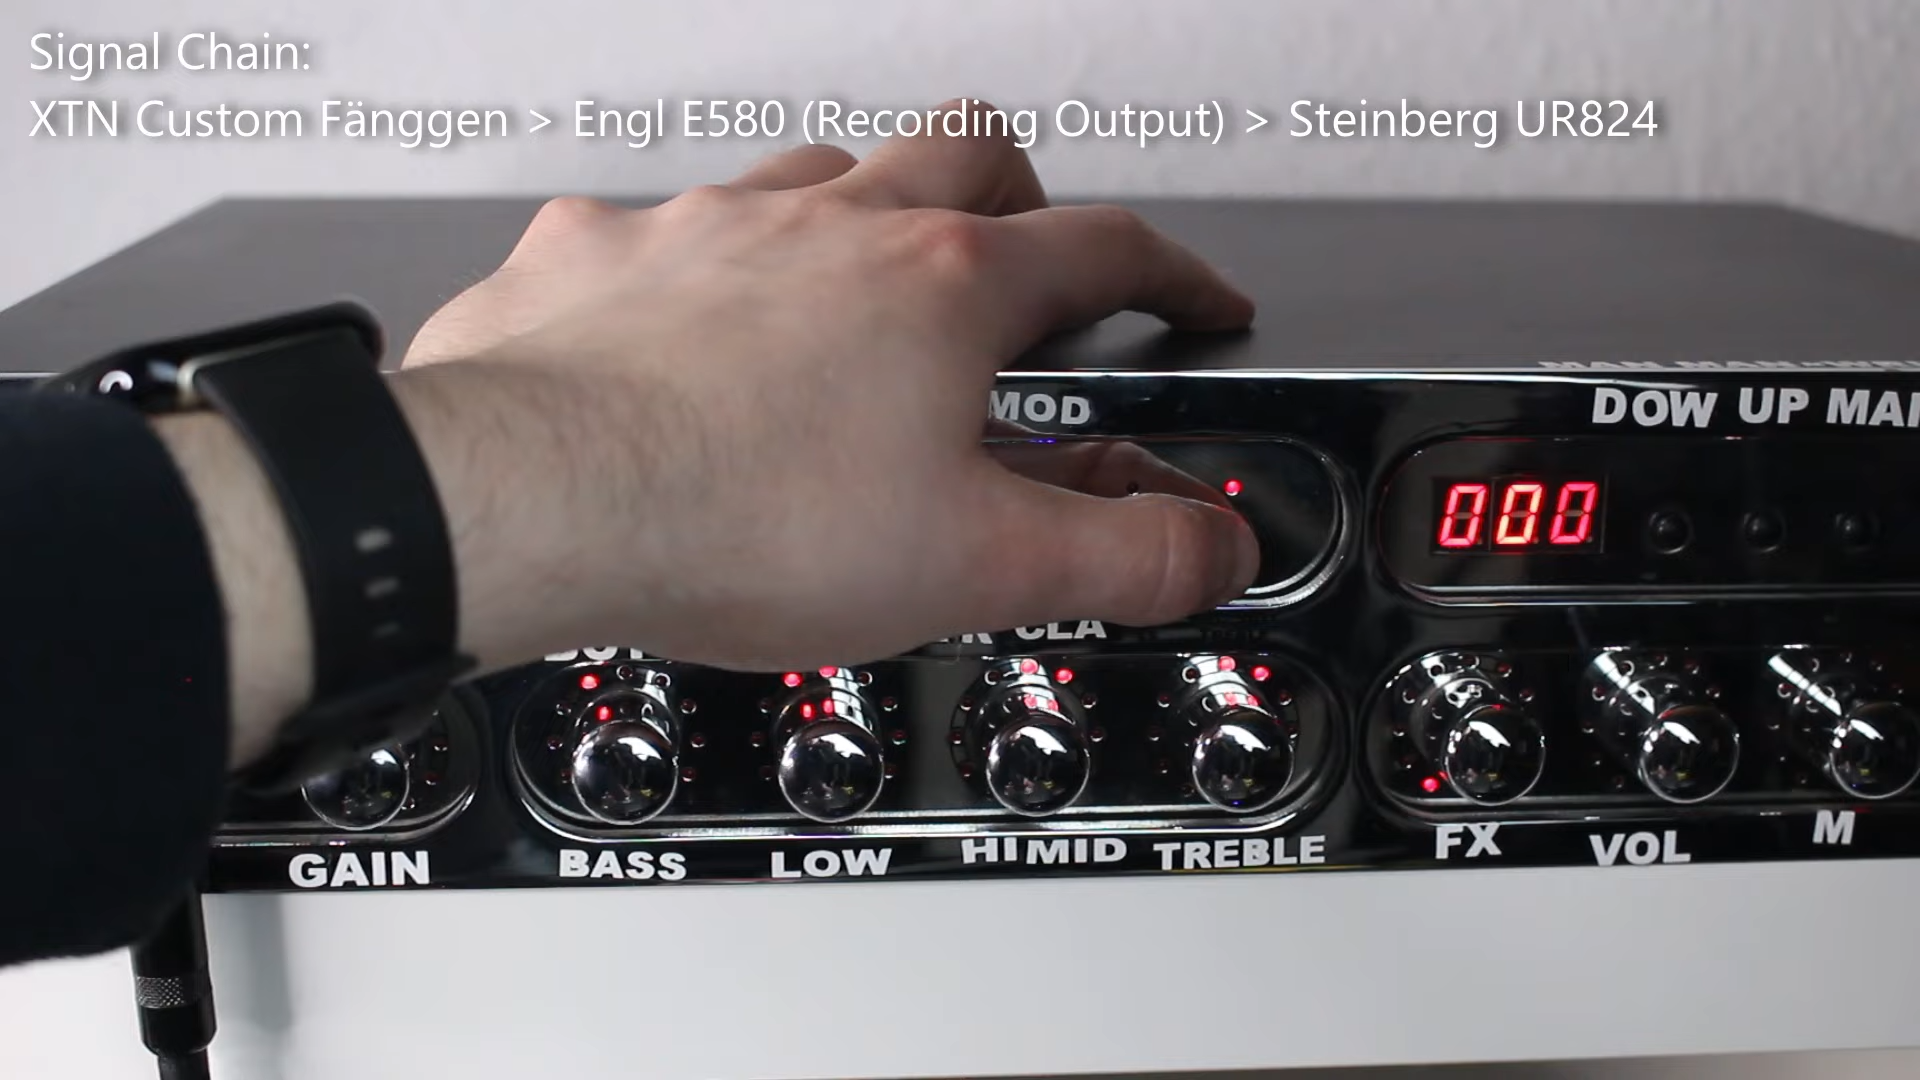 Signal Chain:
XTN Custom Fänggen > Engl E580 (Recording Output) > Steinberg UR824
MOD
DOW UP MAN
000
CLA
GAIN
BASS
LOW
HI MID
TREBLE
FX
VOL
M